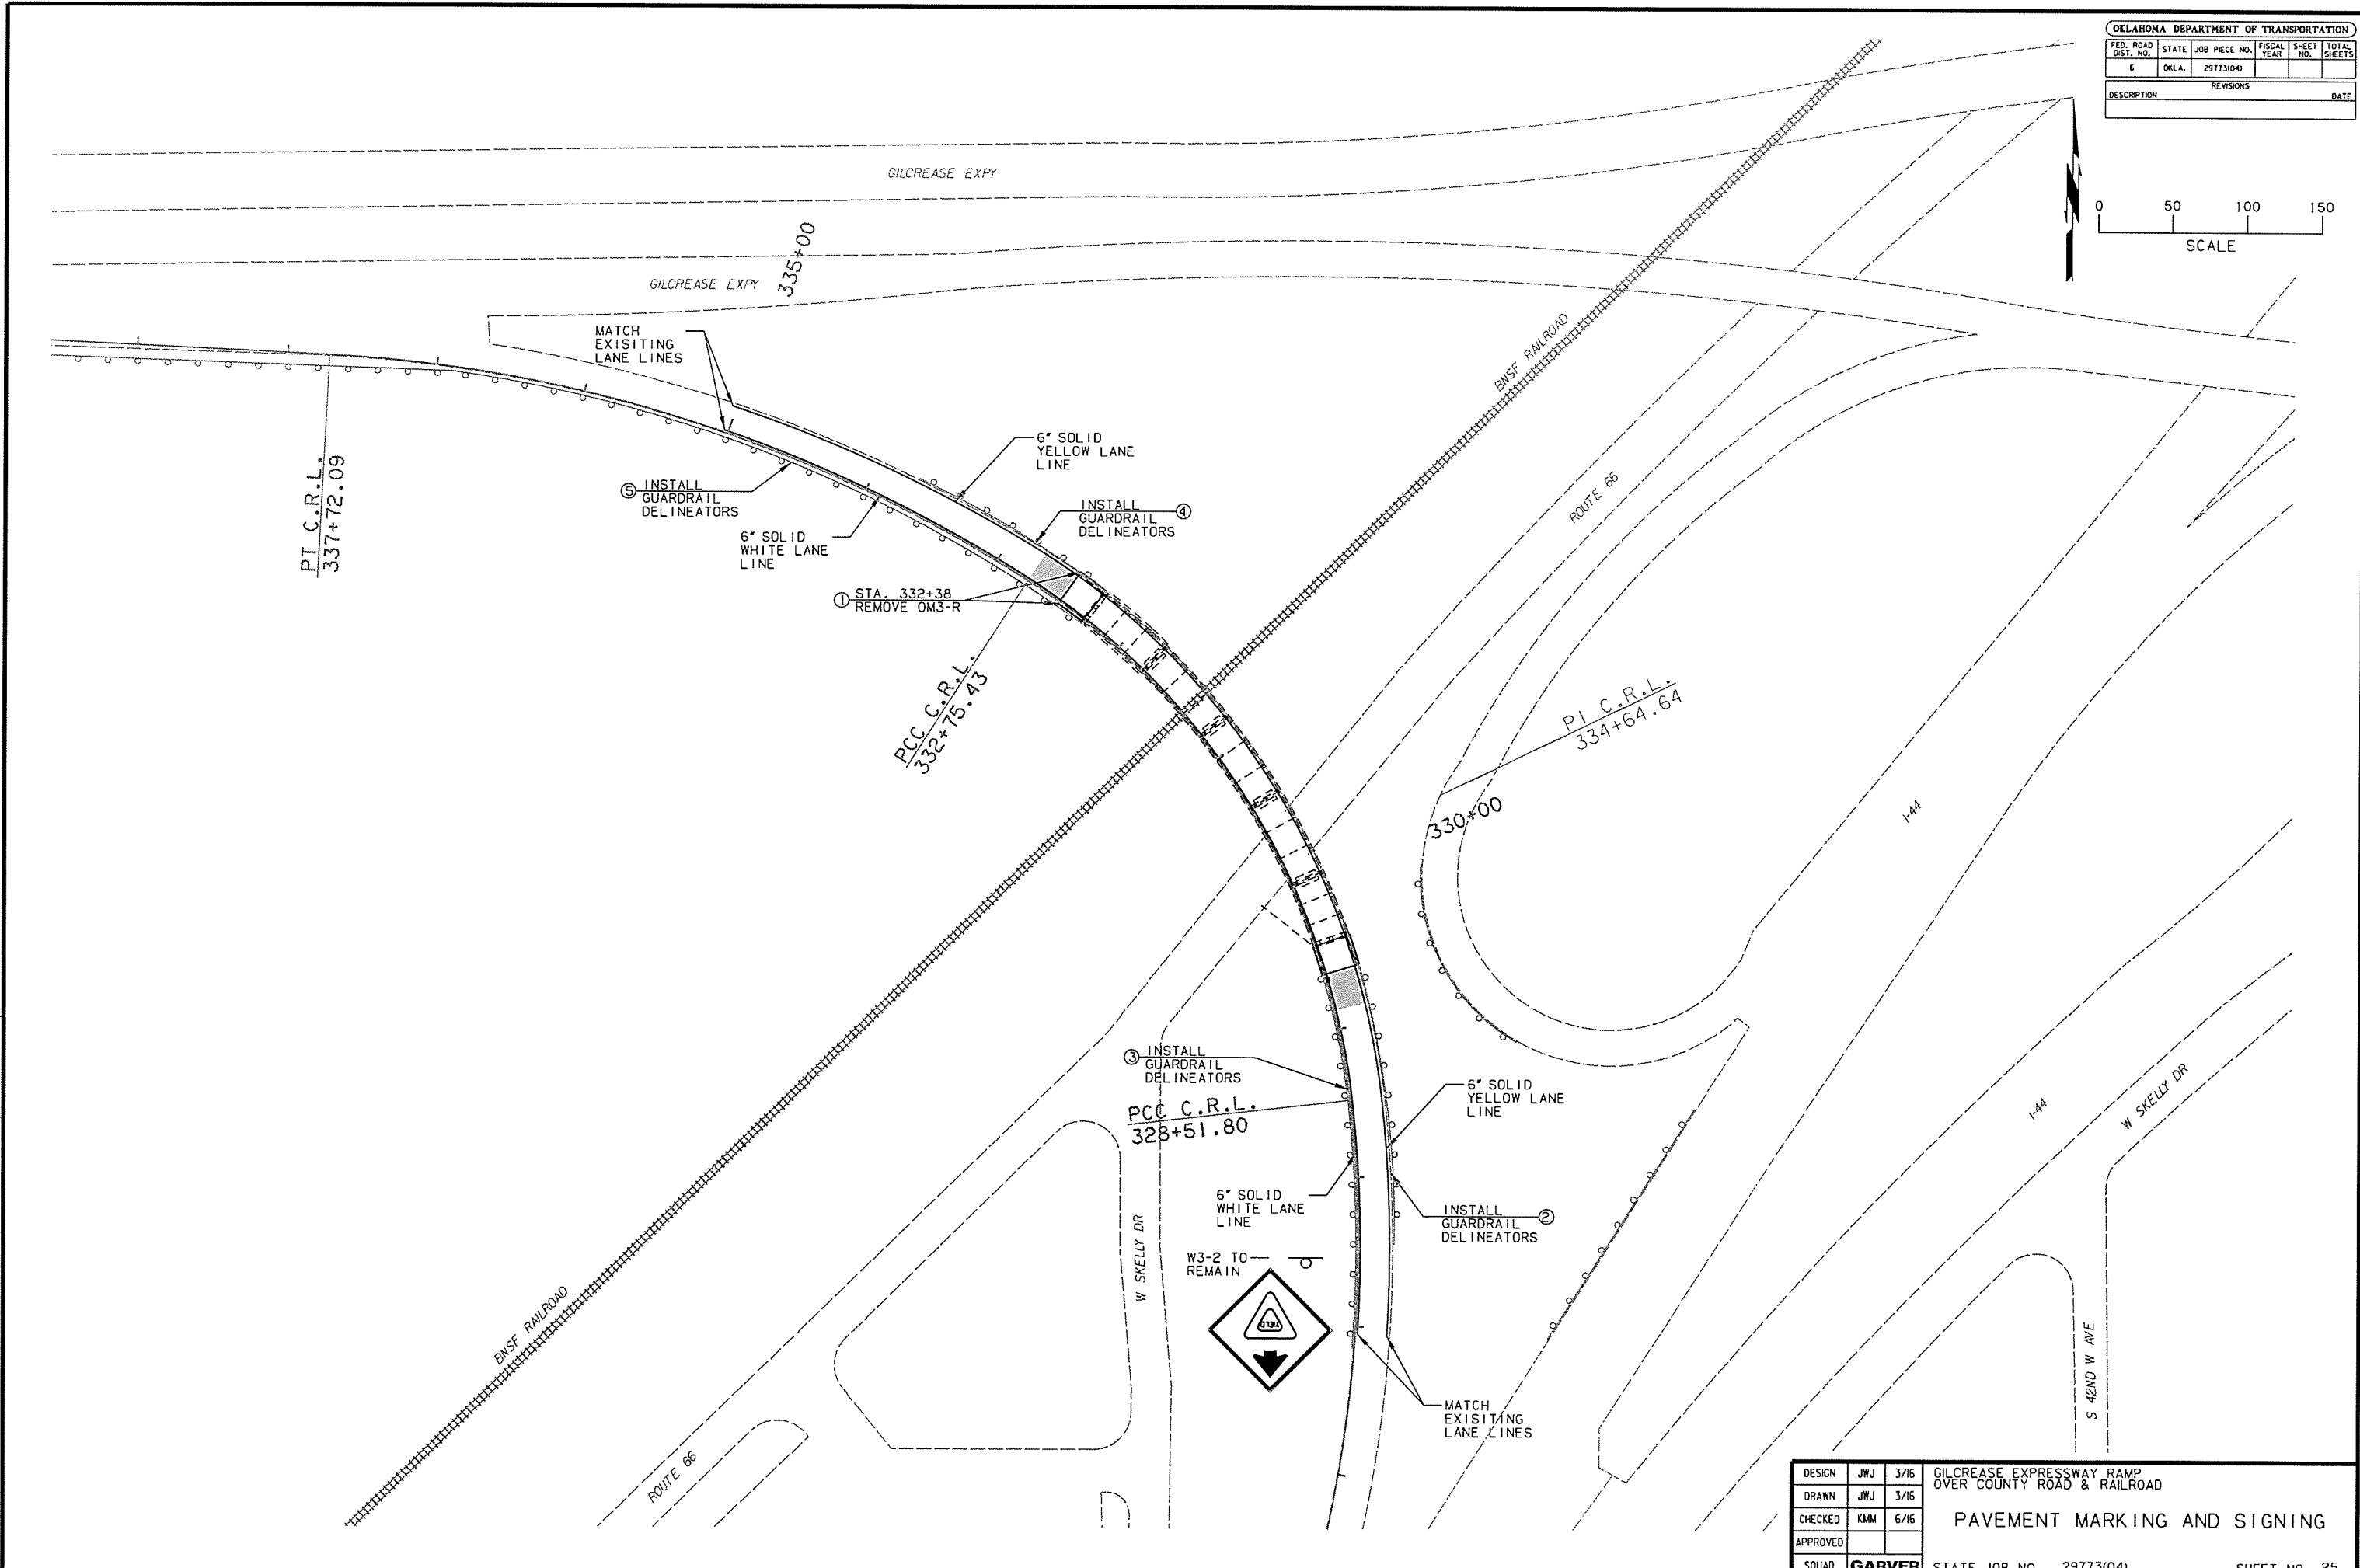 OKLAHOMA DEPARTMENT OF TRANSPORTATION
FED. ROAD DIST. NO. STATE JOB PIECE NO. FISCAL YEAR SHEET NO. TOTAL SHEETS
6 OKLA. 29773(04)
REVISIONS
DESCRIPTION DATE
0 50 100 150
SCALE
GILCREASE EXPY
GILCREASE EXPY
335+00
MATCH
EXISITING
LANE LINES
BNSF RAILROAD
PT C.R.L.
337+72.09
6" SOLID
YELLOW LANE
LINE
5 INSTALL
GUARDRAIL
DELINEATORS
INSTALL 4
GUARDRAIL
DELINEATORS
6" SOLID
WHITE LANE
LINE
ROUTE 66
1 STA. 332+38
REMOVE OM3-R
PCC C.R.L.
332+75.43
PI C.R.L.
334+64.64
330+00
I-44
3 INSTALL
GUARDRAIL
DELINEATORS
PCC C.R.L.
328+51.80
6" SOLID
YELLOW LANE
LINE
I-44
W SKELLY DR
6" SOLID
WHITE LANE
LINE
INSTALL 2
GUARDRAIL
DELINEATORS
W SKELLY DR
W3-2 TO
REMAIN
YIELD
BNSF RAILROAD
ROUTE 66
MATCH
EXISITING
LANE LINES
S 42ND W AVE
DESIGN JWJ 3/16
DRAWN JWJ 3/16
CHECKED KMM 6/16
APPROVED
SQUAD GARVER
GILCREASE EXPRESSWAY RAMP
OVER COUNTY ROAD & RAILROAD
PAVEMENT MARKING AND SIGNING
STATE JOB NO. 29773(04) SHEET NO. 25